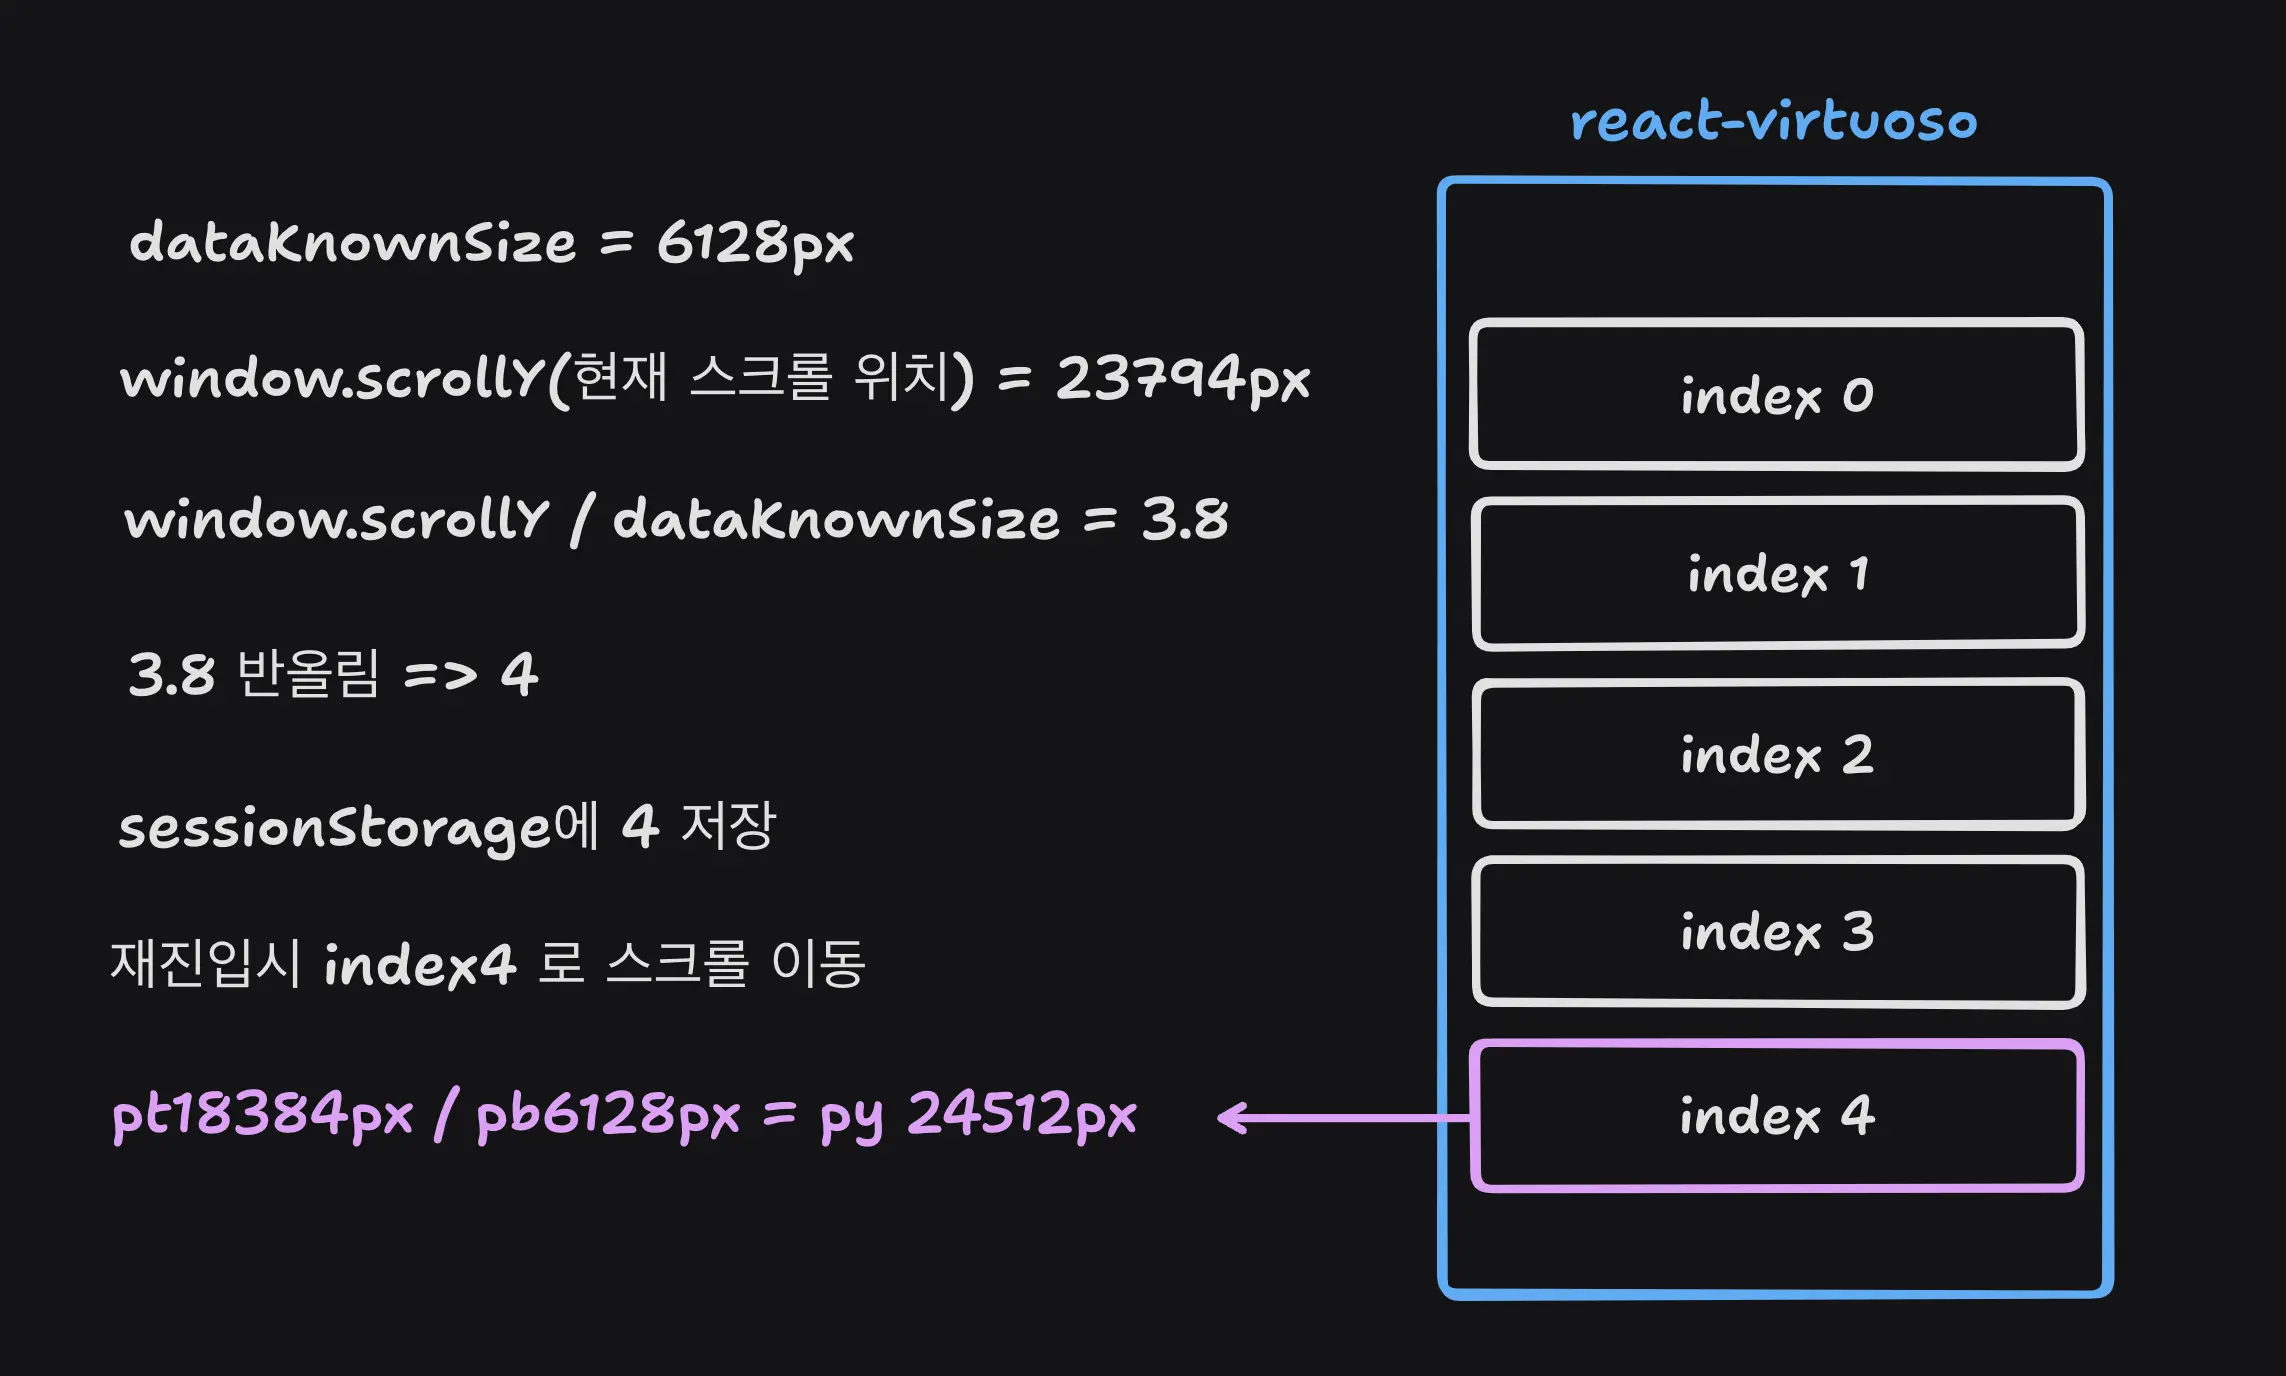 react-virtuoso
dataKnownSize = 6128px
window.scrollY(현재 스크롤 위치) = 23794px
window.scrollY / dataKnownSize = 3.8
3.8 반올림 => 4
sessionStorage에 4 저장
재진입시 index4 로 스크롤 이동
pt18384px / pb6128px = py 24512px
index 0
index 1
index 2
index 3
index 4